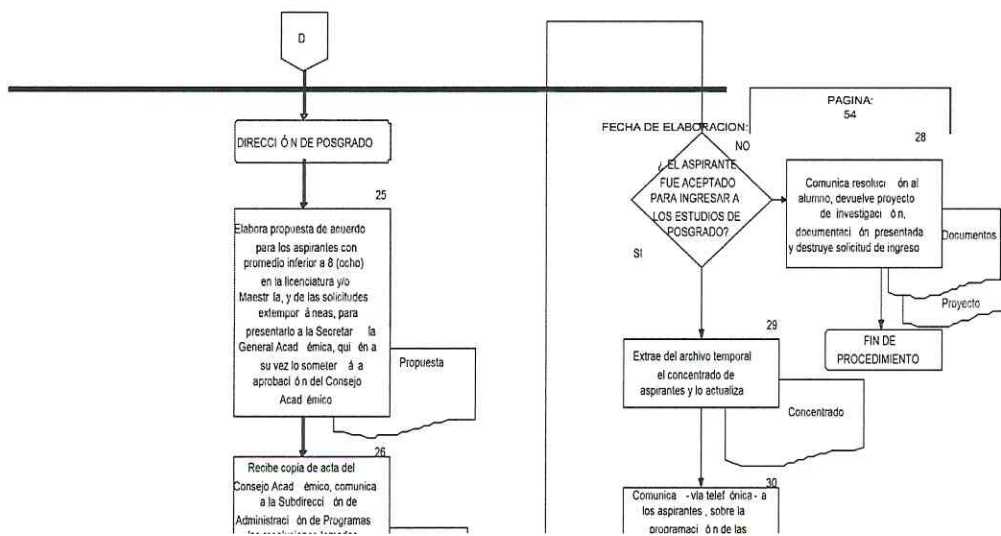 D
DIRECCIÓN DE POSGRADO
25
Elabora propuesta de acuerdo
para los aspirantes con
promedio inferior a 8 (ocho)
en la licenciatura y/o
Maestría, y de las solicitudes
extemporáneas, para
presentarlo a la Secretaría
General Académica, quién a
su vez lo someterá a
aprobación del Consejo
Académico
Propuesta
26
Recibe copia de acta del
Consejo Académico, comunica
a la Subdirección de
Administración de Programas
las resoluciones tomadas
PAGINA:
54
FECHA DE ELABORACION:
NO
¿EL ASPIRANTE
FUE ACEPTADO
PARA INGRESAR A
LOS ESTUDIOS DE
POSGRADO?
SI
28
Comunica resolución al
alumno, devuelve proyecto
de investigación,
documentación presentada
y destruye solicitud de ingreso
Documentos
Proyecto
FIN DE
PROCEDIMIENTO
29
Extrae del archivo temporal
el concentrado de
aspirantes y lo actualiza
Concentrado
30
Comunica -vía telefónica- a
los aspirantes, sobre la
programación de las